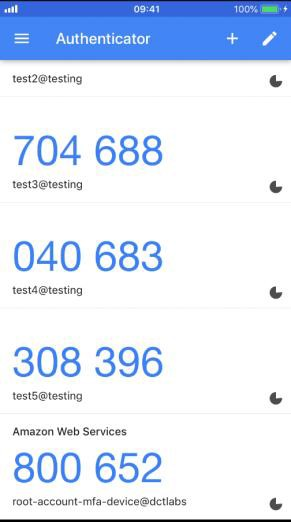 09:41
100%
Authenticator
test2@testing
704 688
test3@testing
040 683
test4@testing
308 396
test5@testing
Amazon Web Services
800 652
root-account-mfa-device@dctlabs